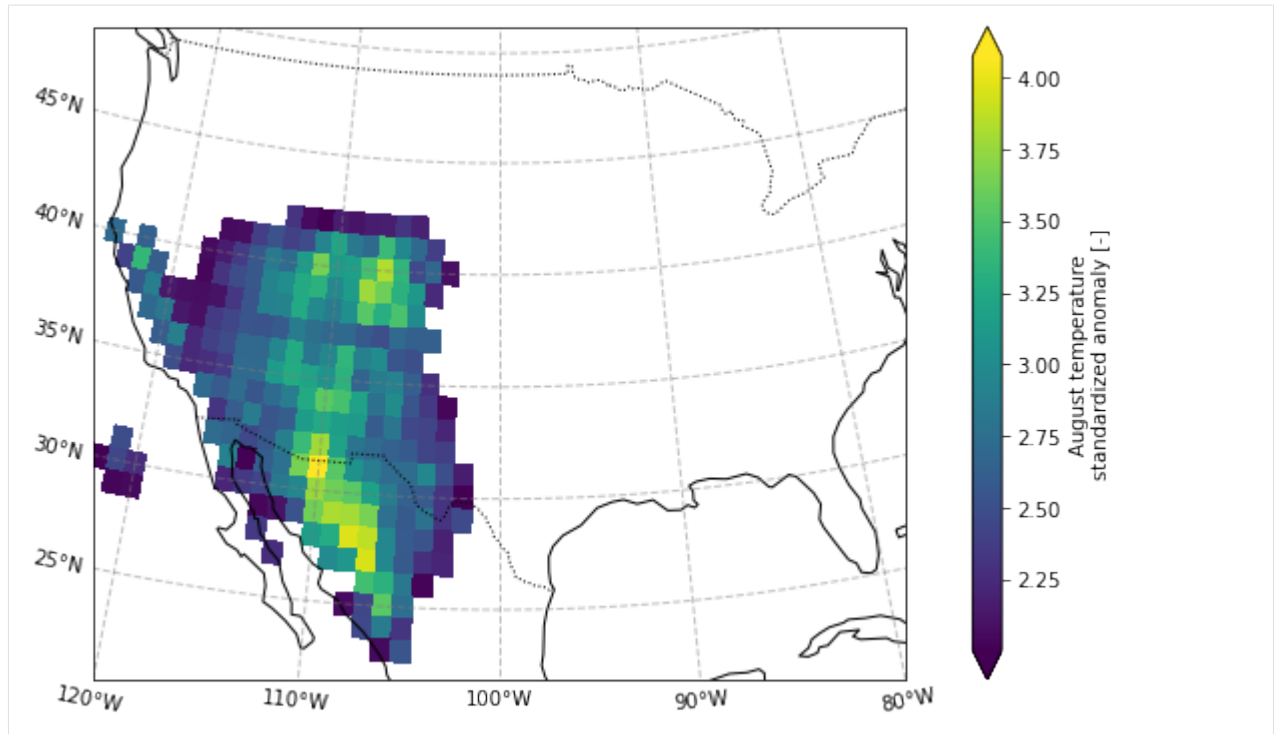 45°N
40°N
35°N
30°N
25°N
120°W
110°W
100°W
90°W
80°W
4.00
3.75
3.50
3.25
3.00
2.75
2.50
2.25
August temperature
standardized anomaly [-]